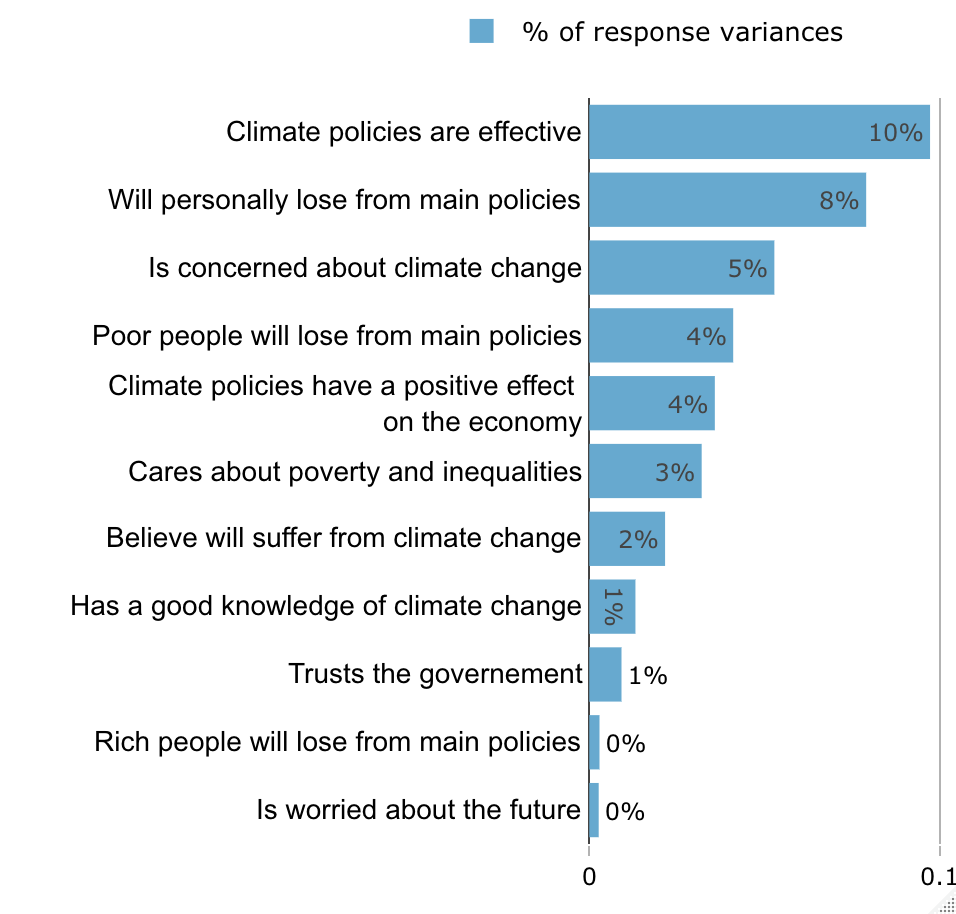 % of response variances
Climate policies are effective
10%
Will personally lose from main policies
8%
Is concerned about climate change
5%
Poor people will lose from main policies
4%
Climate policies have a positive effect
on the economy
4%
Cares about poverty and inequalities
3%
Believe will suffer from climate change
2%
Has a good knowledge of climate change
1%
Trusts the governement
1%
Rich people will lose from main policies
0%
Is worried about the future
0%
0
0.1